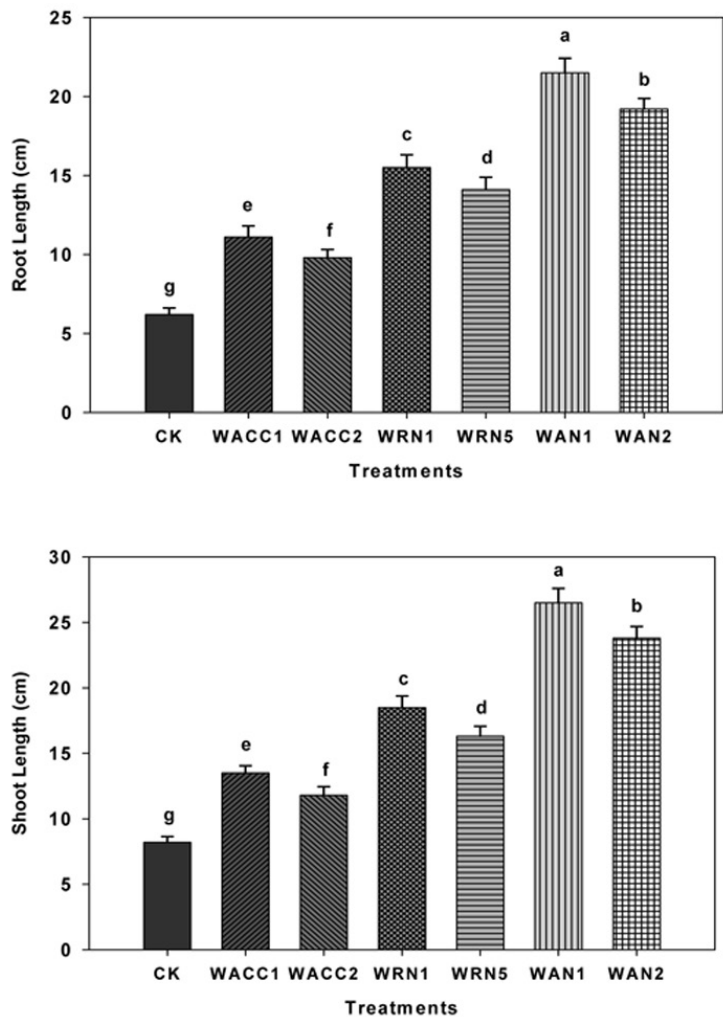 25
a
b
20
c
d
15
e
f
10
g
5
0
Root Length (cm)
CK WACC1 WACC2 WRN1 WRN5 WAN1 WAN2
Treatments
30
a
25
b
c
20
d
e
15
f
g
10
5
0
Shoot Length (cm)
CK WACC1 WACC2 WRN1 WRN5 WAN1 WAN2
Treatments